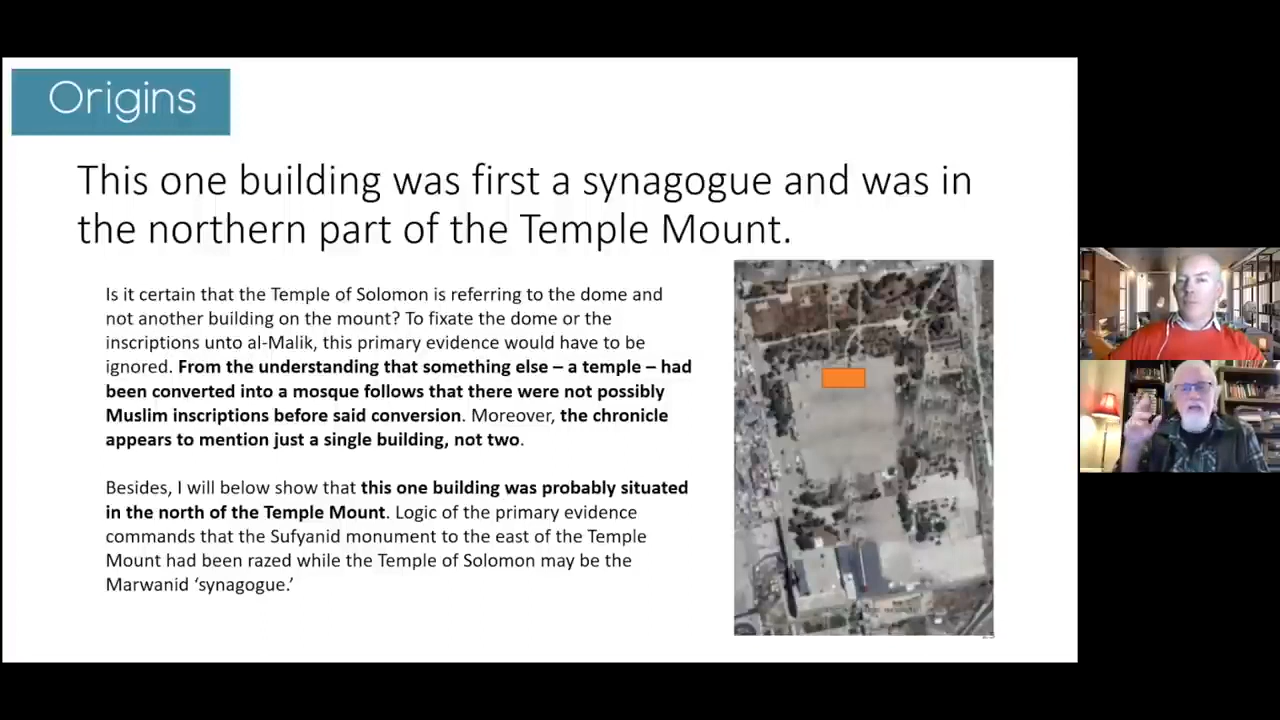 Origins
This one building was first a synagogue and was in
the northern part of the Temple Mount.
Is it certain that the Temple of Solomon is referring to the dome and
not another building on the mount? To fixate the dome or the
inscriptions unto al-Malik, this primary evidence would have to be
ignored. From the understanding that something else – a temple – had
been converted into a mosque follows that there were not possibly
Muslim inscriptions before said conversion. Moreover, the chronicle
appears to mention just a single building, not two.
Besides, I will below show that this one building was probably situated
in the north of the Temple Mount. Logic of the primary evidence
commands that the Sufyanid monument to the east of the Temple
Mount had been razed while the Temple of Solomon may be the
Marwanid ‘synagogue.’